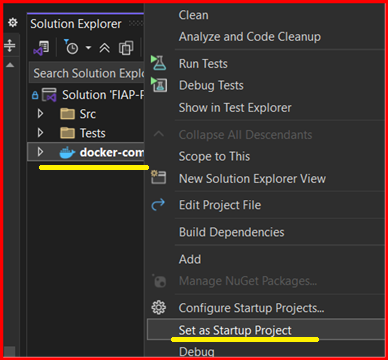 Solution Explorer
Search Solution Explo
Solution 'FIAP-F
Src
Tests
docker-com
Clean
Analyze and Code Cleanup
Run Tests
Debug Tests
Show in Test Explorer
Collapse All Descendants
Scope to This
New Solution Explorer View
Edit Project File
Build Dependencies
Add
Manage NuGet Packages...
Configure Startup Projects...
Set as Startup Project
Debug